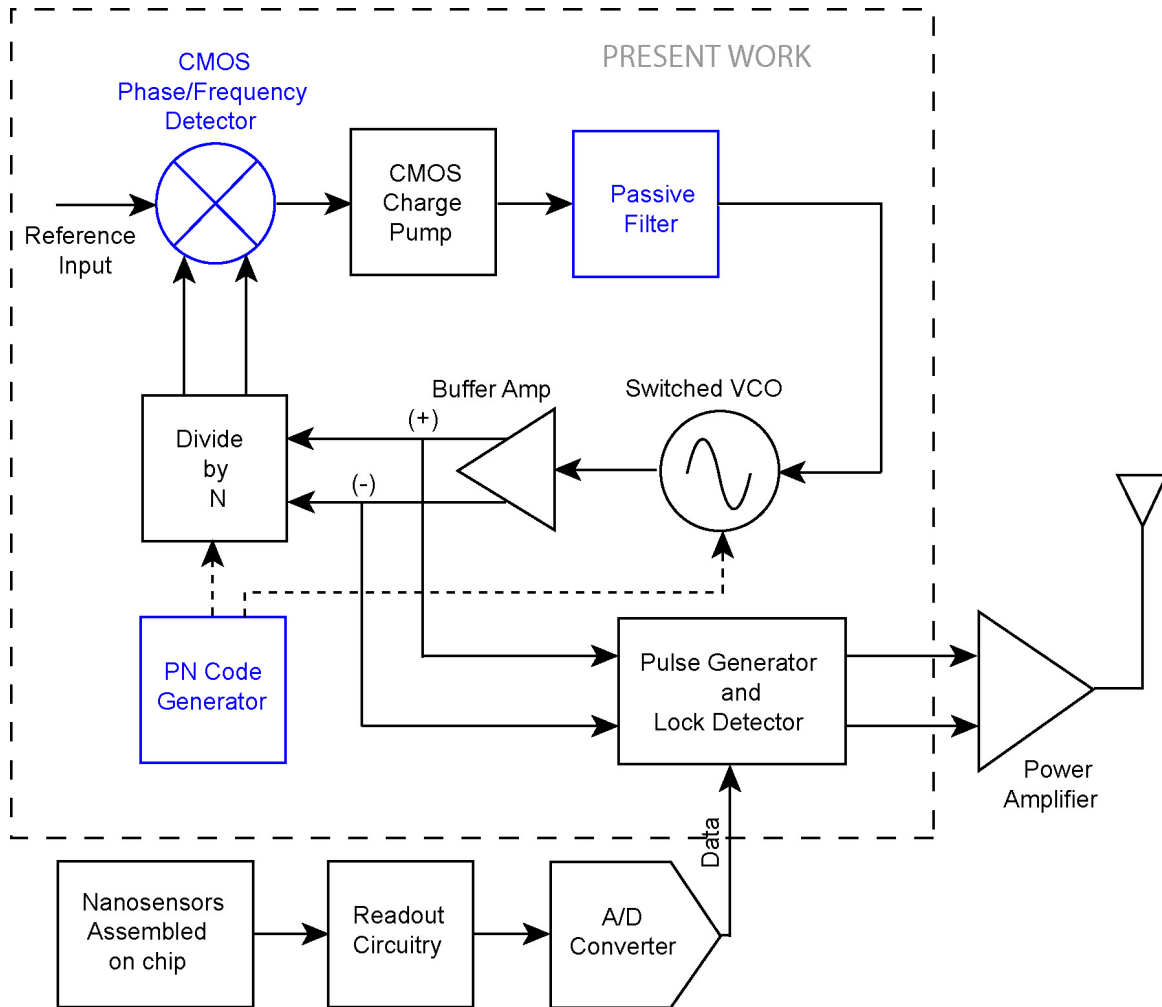 PRESENT WORK
CMOS
Phase/Frequency
Detector
Reference
Input
CMOS
Charge
Pump
Passive
Filter
Divide
by
N
(+)
(-)
Buffer Amp
Switched VCO
PN Code
Generator
Pulse Generator
and
Lock Detector
Power
Amplifier
Data
Nanosensors
Assembled
on chip
Readout
Circuitry
A/D
Converter